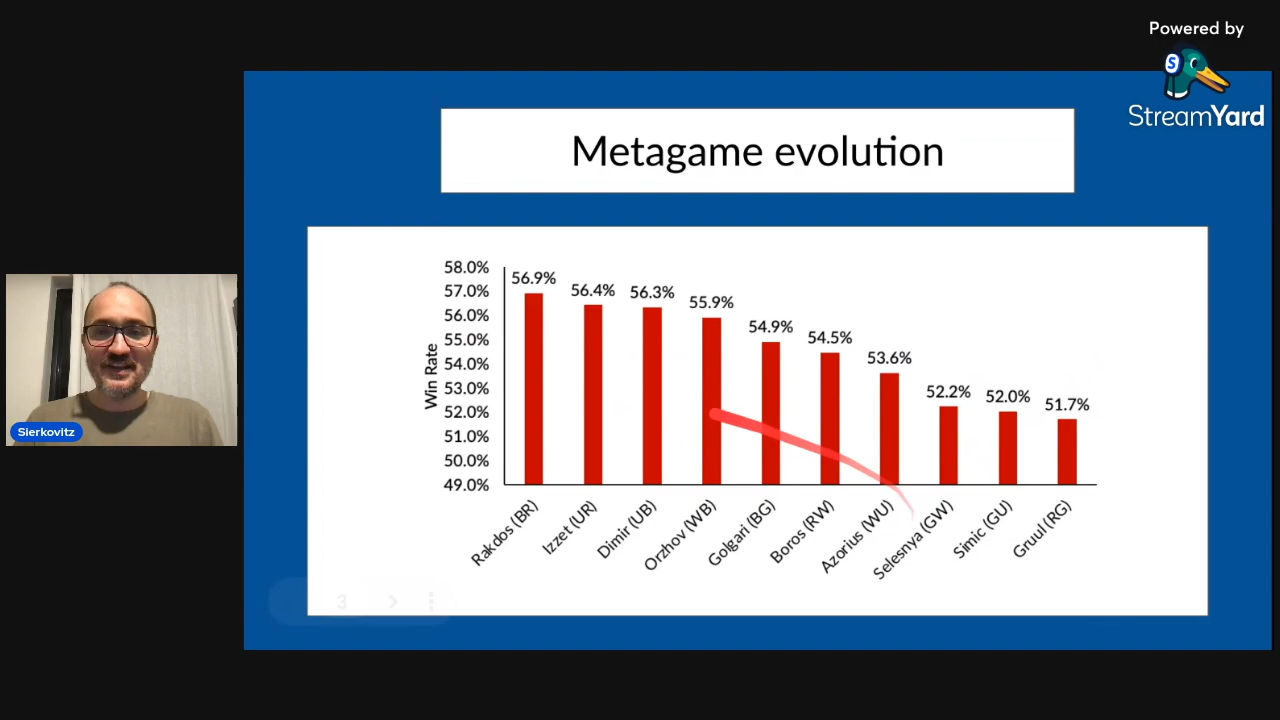 Powered by
StreamYard
Metagame evolution
Win Rate
58.0%
57.0%
56.0%
55.0%
54.0%
53.0%
52.0%
51.0%
50.0%
49.0%
56.9%
56.4%
56.3%
55.9%
54.9%
54.5%
53.6%
52.2%
52.0%
51.7%
Rakdos (BR)
Izzet (UR)
Dimir (UB)
Orzhov (WB)
Golgari (BG)
Boros (RW)
Azorius (WU)
Selesnya (GW)
Simic (GU)
Gruul (RG)
3
Sierkovitz
S